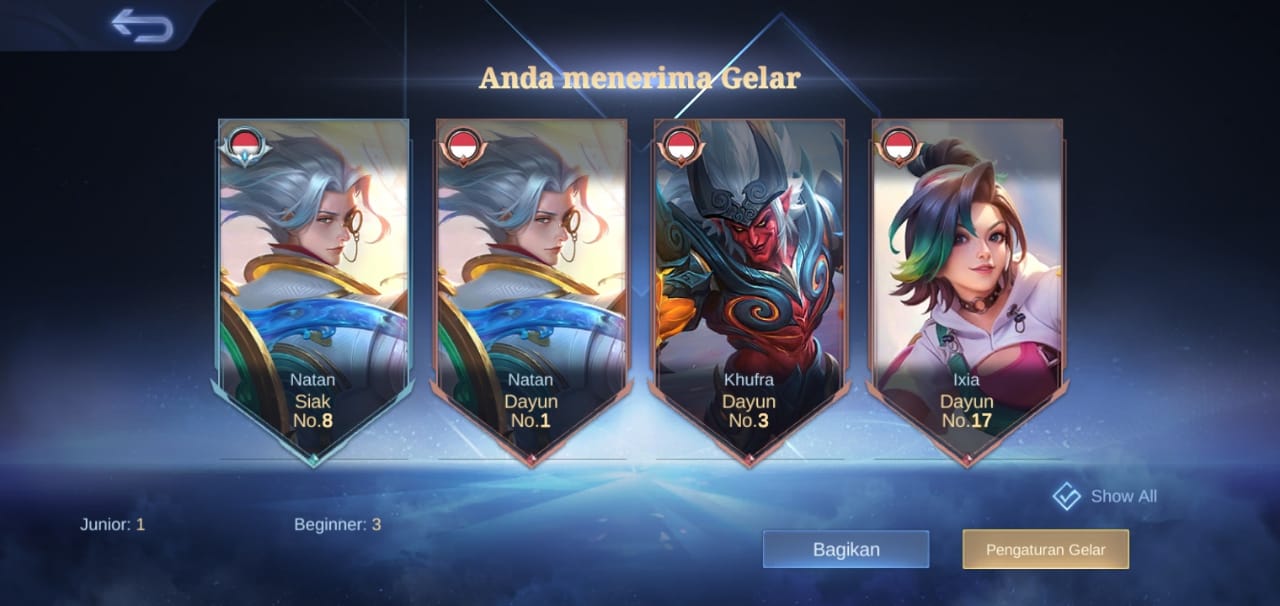 Anda menerima Gelar
Natan
Siak
No.8
Natan
Dayun
No.1
Khufra
Dayun
No.3
Ixia
Dayun
No.17
Show All
Junior: 1
Beginner: 3
Bagikan
Pengaturan Gelar